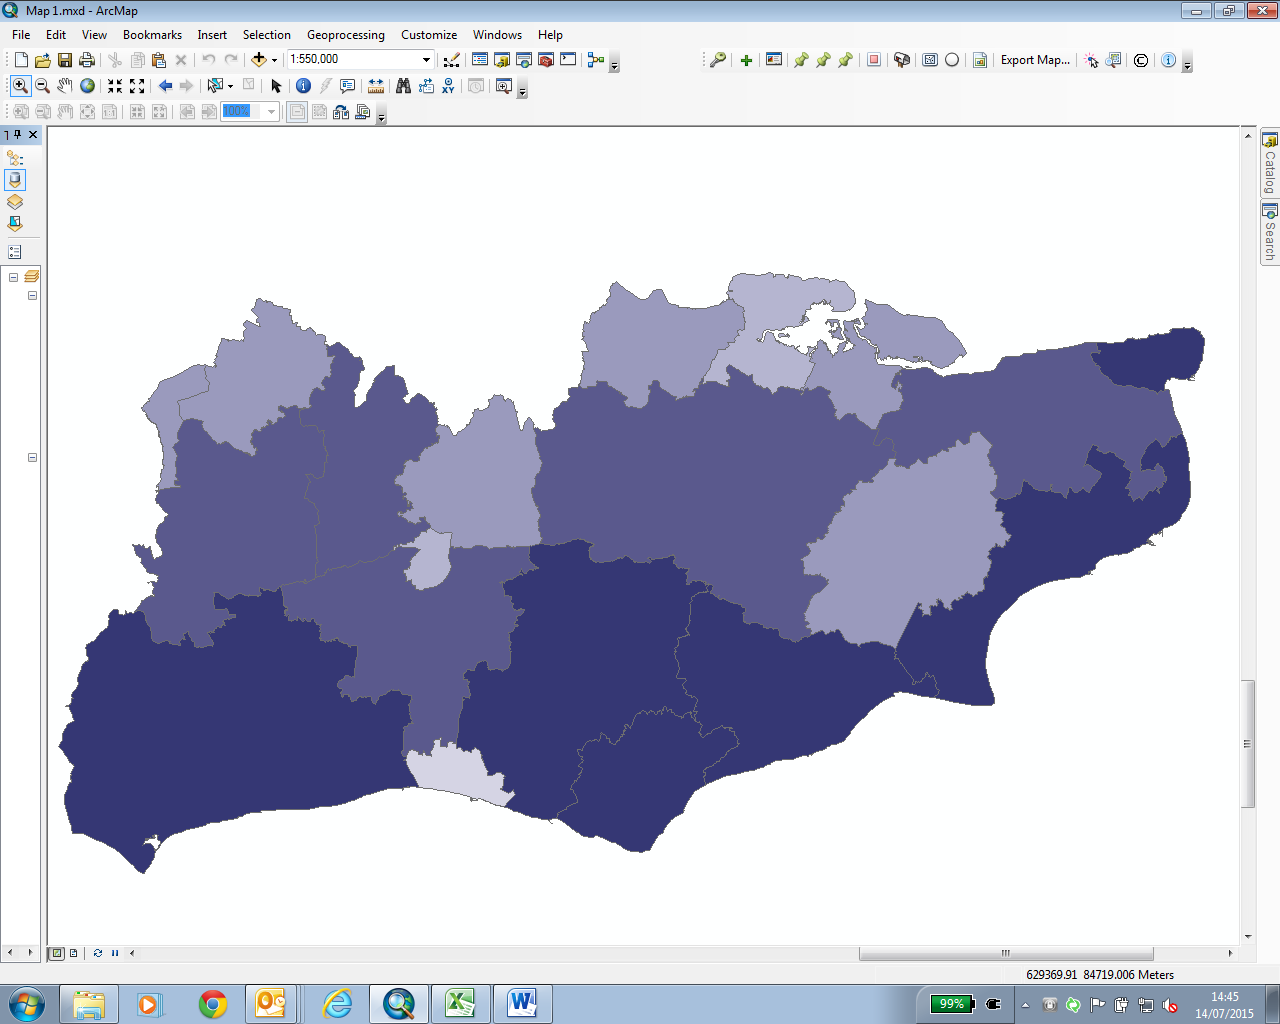 Map 1.mxd - ArcMap
File Edit View Bookmarks Insert Selection Geoprocessing Customize Windows Help
1:550,000
Export Map...
100%
1
Catalog
Search
629369.91 84719.006 Meters
99%
14:45
14/07/2015